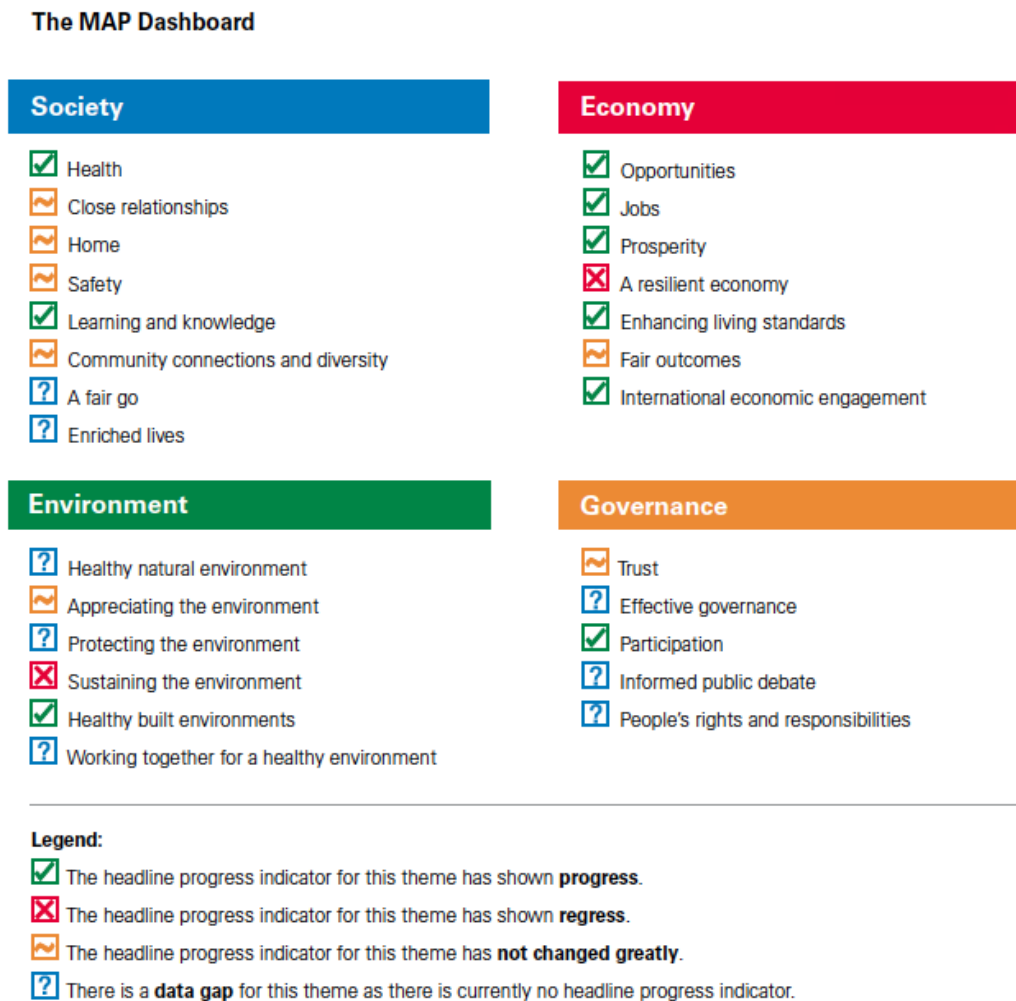 The MAP Dashboard
Society
Health
Close relationships
Home
Safety
Learning and knowledge
Community connections and diversity
A fair go
Enriched lives
Economy
Opportunities
Jobs
Prosperity
A resilient economy
Enhancing living standards
Fair outcomes
International economic engagement
Environment
? Healthy natural environment
Appreciating the environment
? Protecting the environment
Sustaining the environment
Healthy built environments
? Working together for a healthy environment
Governance
Trust
? Effective governance
Participation
? Informed public debate
? People's rights and responsibilities
Legend:
The headline progress indicator for this theme has shown progress.
The headline progress indicator for this theme has shown regress.
The headline progress indicator for this theme has not changed greatly.
? There is a data gap for this theme as there is currently no headline progress indicator.